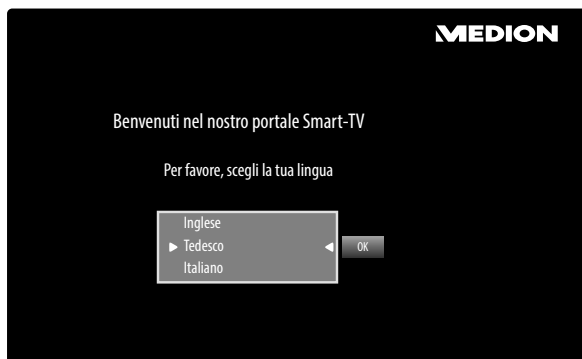 MEDION
Benvenuti nel nostro portale Smart-TV
Per favore, scegli la tua lingua
Inglese
Tedesco
OK
Italiano